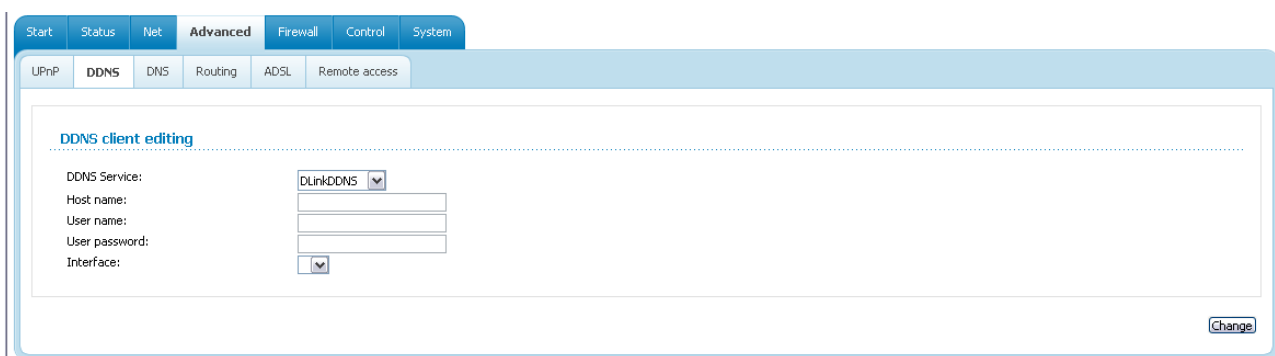 Start Status Net Advanced Firewall Control System
UPnP DDNS DNS Routing ADSL Remote access
DDNS client editing
DDNS Service: DLinkDDNS
Host name:
User name:
User password:
Interface:
Change